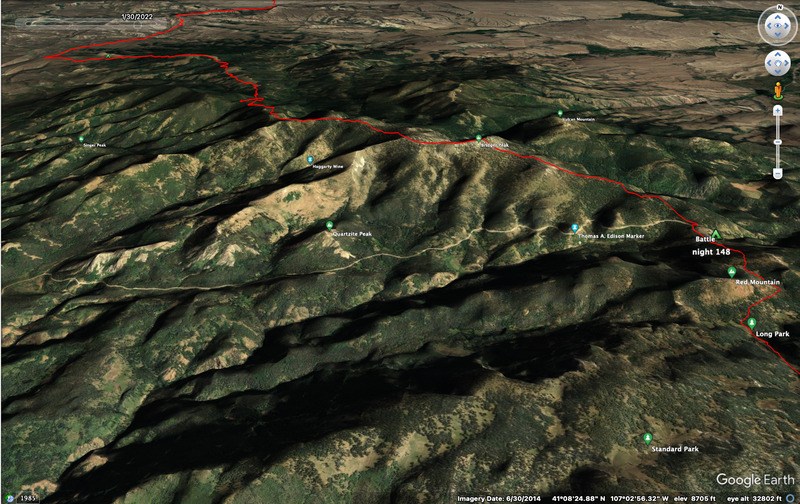 1/30/2022
N
Vulcan Mountain
Ginger Peak
Bridger Peak
Haggarty Mine
Quartzite Peak
Thomas A. Edison Marker
Battle
night 148
Red Mountain
Long Park
Standard Park
Google Earth
1985
Imagery Date: 6/30/2014 41°08'24.88" N 107°02'56.32" W elev 8705 ft eye alt 32802 ft